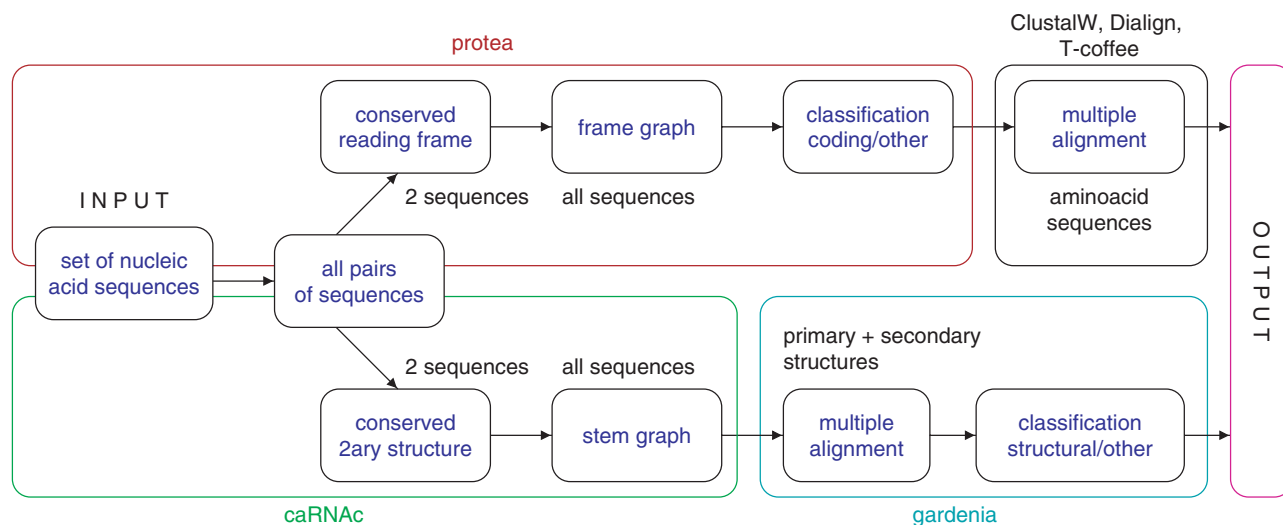 ClustalW, Dialign,
T-coffee
protea
conserved
reading frame
frame graph
classification
coding/other
multiple
alignment
2 sequences
all sequences
aminoacid
sequences
I N P U T
set of nucleic
acid sequences
all pairs
of sequences
O U T P U T
primary + secondary
structures
2 sequences
all sequences
conserved
2ary structure
stem graph
multiple
alignment
classification
structural/other
caRNAc
gardenia